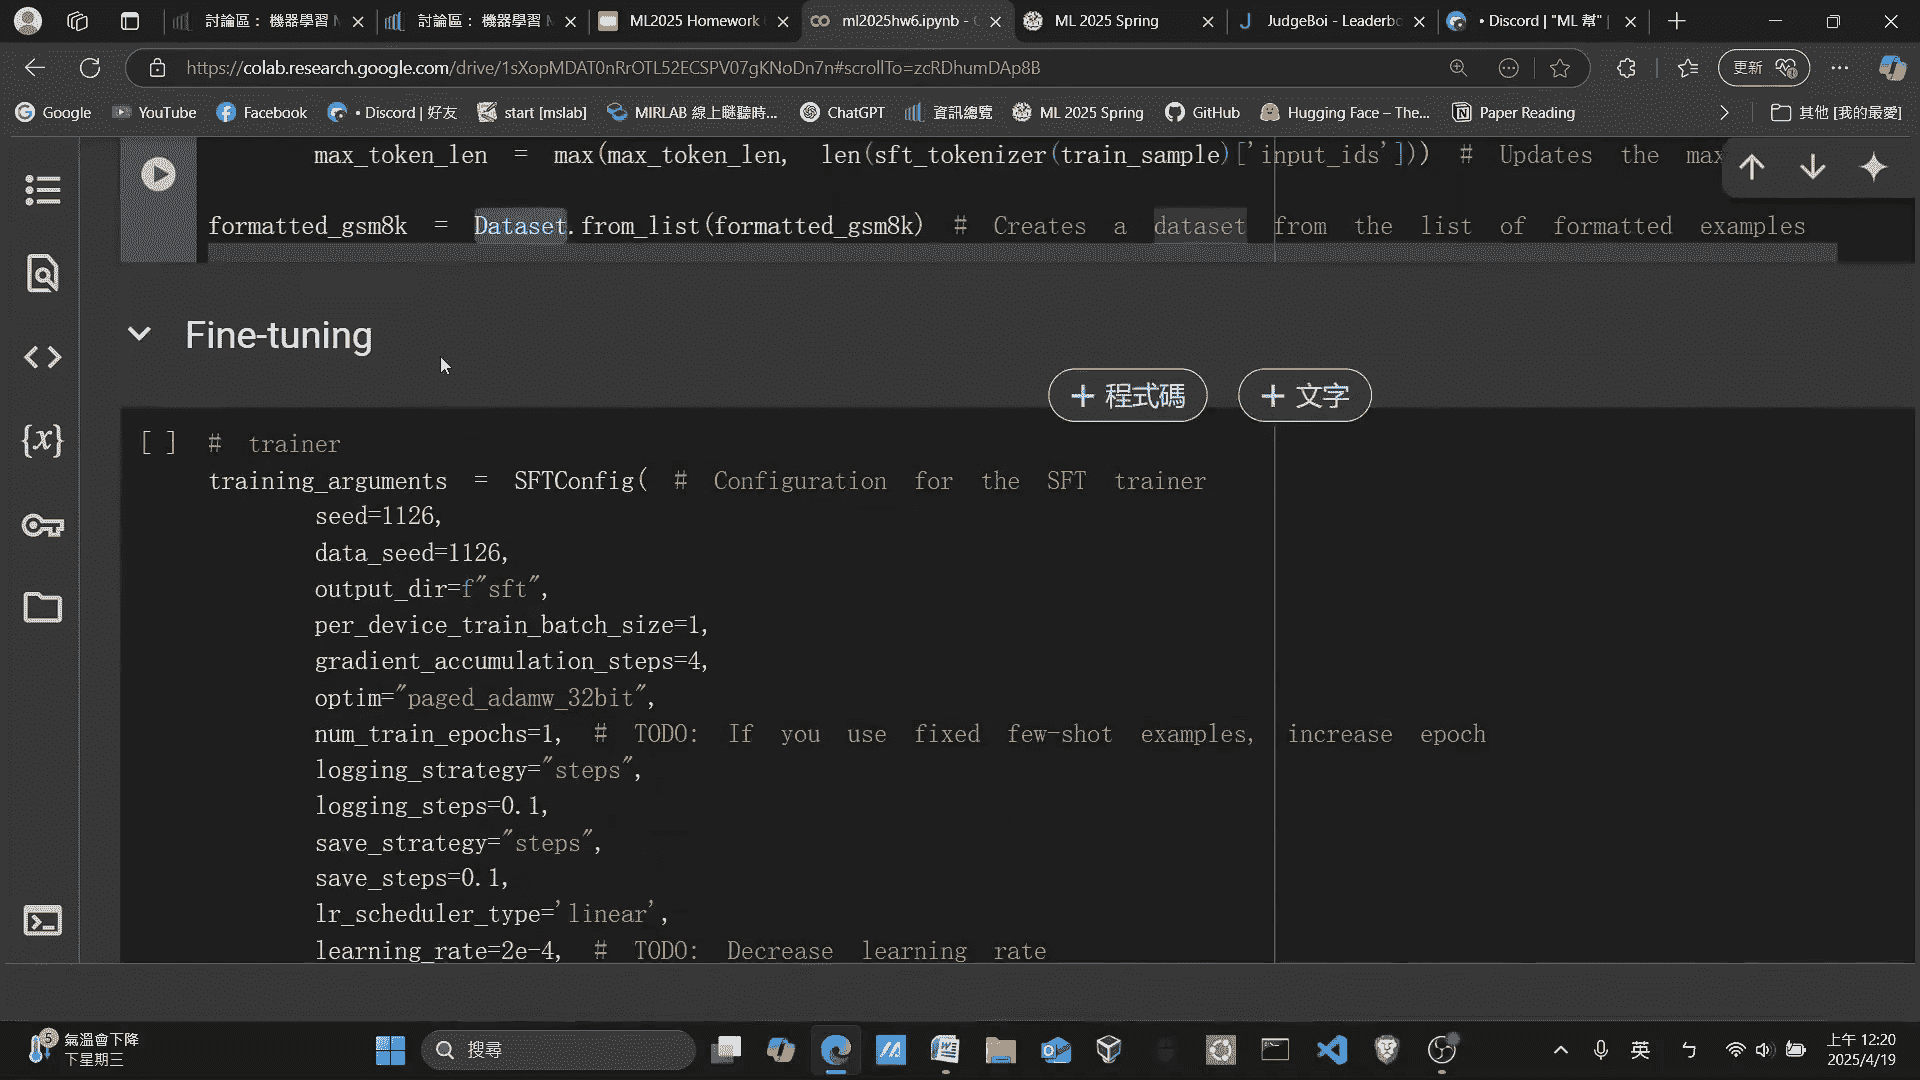 討論區： 機器學習
討論區： 機器學習
ML2025 Homework
ml2025hw6.ipynb -
ML 2025 Spring
JudgeBoi - Leaderbo
• Discord | "ML 幫" |
https://colab.research.google.com/drive/1sXopMDAT0nRrOTL52ECSPV07gKNoDn7n#scrollTo=zcRDhumDAp8B
更新
Google
YouTube
Facebook
• Discord | 好友
start [mslab]
MIRLAB 線上瞇聽時...
ChatGPT
資訊總覽
ML 2025 Spring
GitHub
Hugging Face – The...
Paper Reading
其他 [我的最愛]
max_token_len = max(max_token_len, len(sft_tokenizer(train_sample)['input_ids'])) # Updates the max
formatted_gsm8k = Dataset.from_list(formatted_gsm8k) # Creates a dataset from the list of formatted examples
Fine-tuning
+ 程式碼
+ 文字
[ ] # trainer
training_arguments = SFTConfig( # Configuration for the SFT trainer
seed=1126,
data_seed=1126,
output_dir=f"sft",
per_device_train_batch_size=1,
gradient_accumulation_steps=4,
optim="paged_adamw_32bit",
num_train_epochs=1, # TODO: If you use fixed few-shot examples, increase epoch
logging_strategy="steps",
logging_steps=0.1,
save_strategy="steps",
save_steps=0.1,
lr_scheduler_type='linear',
learning_rate=2e-4, # TODO: Decrease learning rate
氣溫會下降
下星期三
搜尋
英
ㄅ
上午 12:20
2025/4/19